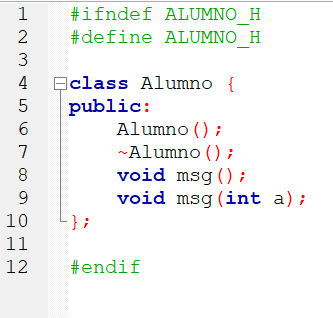 1 #ifndef ALUMNO_H
2 #define ALUMNO_H
3
4 class Alumno {
5 public:
6     Alumno();
7     ~Alumno();
8     void msg();
9     void msg(int a);
10 };
11
12 #endif